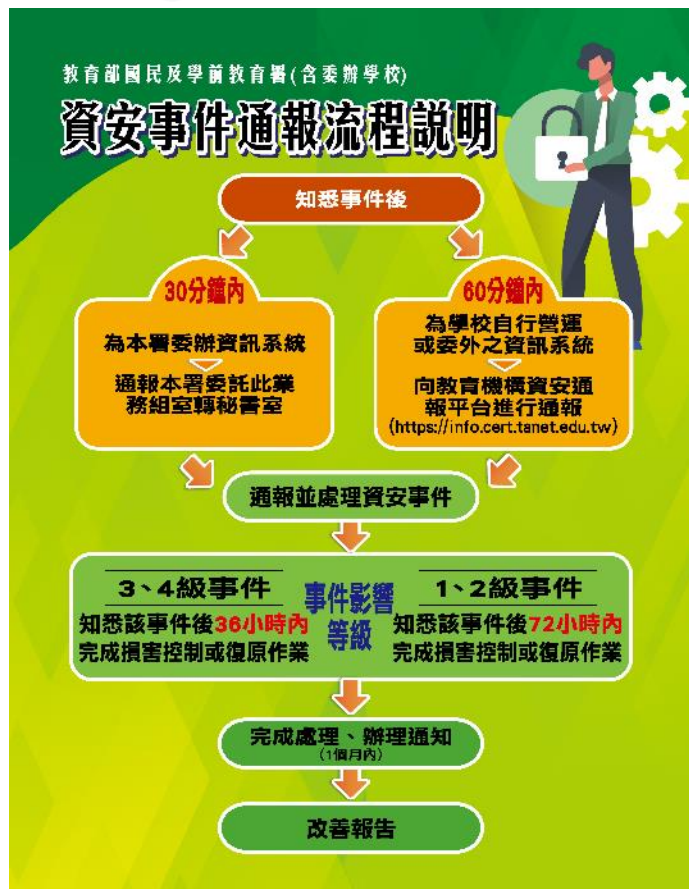 教育部國民及學前教育署(含委辦學校)
資安事件通報流程說明
知悉事件後
30分鐘內
為本署委辦資訊系統
通報本署委託此業
務組室轉秘書室
60分鐘內
為學校自行營運
或委外之資訊系統
向教育機構資安通
報平台進行通報
(https://info.cert.tanet.edu.tw)
通報並處理資安事件
3、4級事件
知悉該事件後36小時內
完成損害控制或復原作業
事件影響
等級
1、2級事件
知悉該事件後72小時內
完成損害控制或復原作業
完成處理、辦理通知
(1個月內)
改善報告